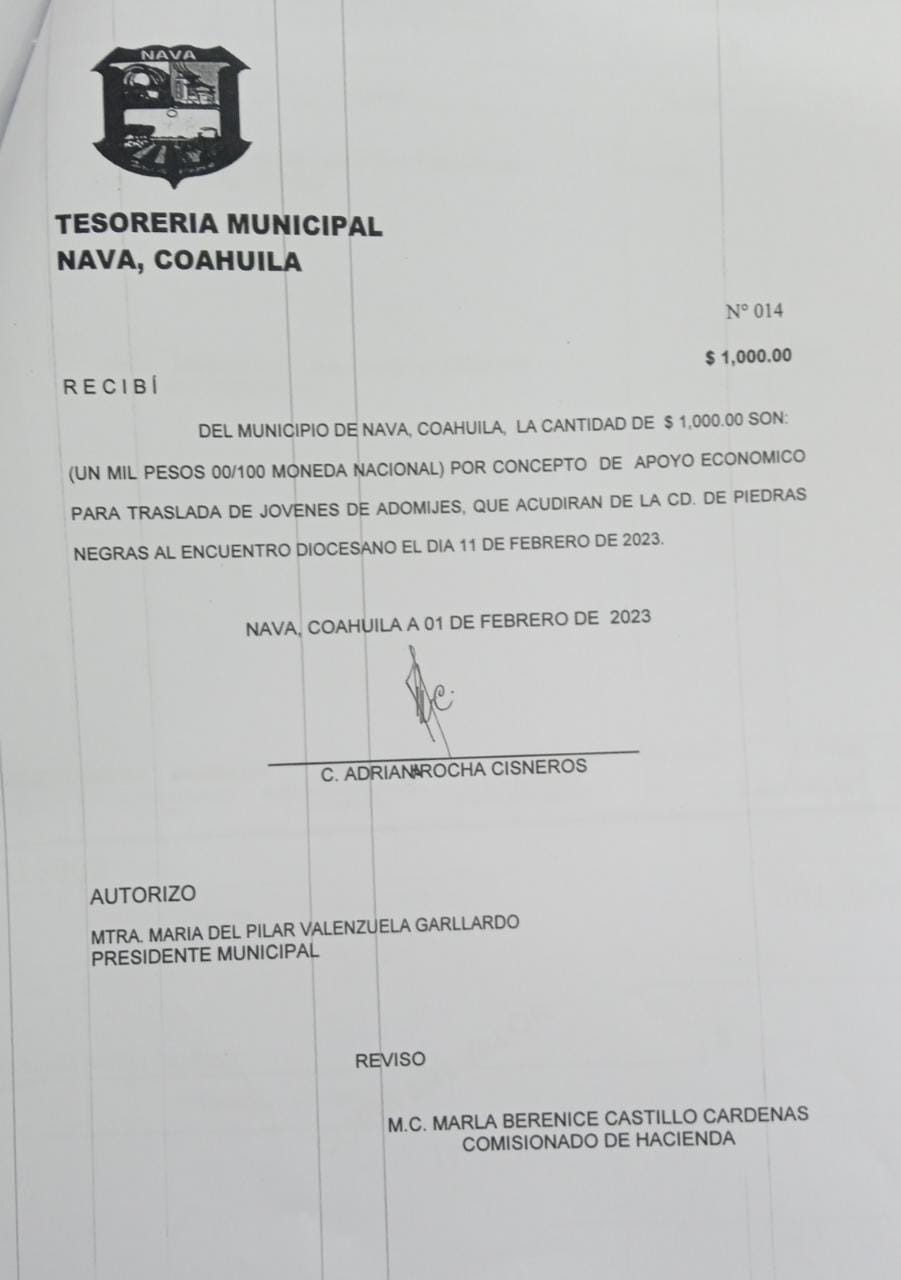 NAVA
TESORERIA MUNICIPAL
NAVA, COAHUILA
N° 014
$ 1,000.00
R E C I B Í
DEL MUNICIPIO DE NAVA, COAHUILA, LA CANTIDAD DE $ 1,000.00 SON:
(UN MIL PESOS 00/100 MONEDA NACIONAL) POR CONCEPTO DE APOYO ECONOMICO
PARA TRASLADA DE JOVENES DE ADOMIJES, QUE ACUDIRAN DE LA CD. DE PIEDRAS
NEGRAS AL ENCUENTRO DIOCESANO EL DIA 11 DE FEBRERO DE 2023.
NAVA, COAHUILA A 01 DE FEBRERO DE 2023
C. ADRIANA ROCHA CISNEROS
AUTORIZO
MTRA. MARIA DEL PILAR VALENZUELA GARLLARDO
PRESIDENTE MUNICIPAL
REVISO
M.C. MARLA BERENICE CASTILLO CARDENAS
COMISIONADO DE HACIENDA